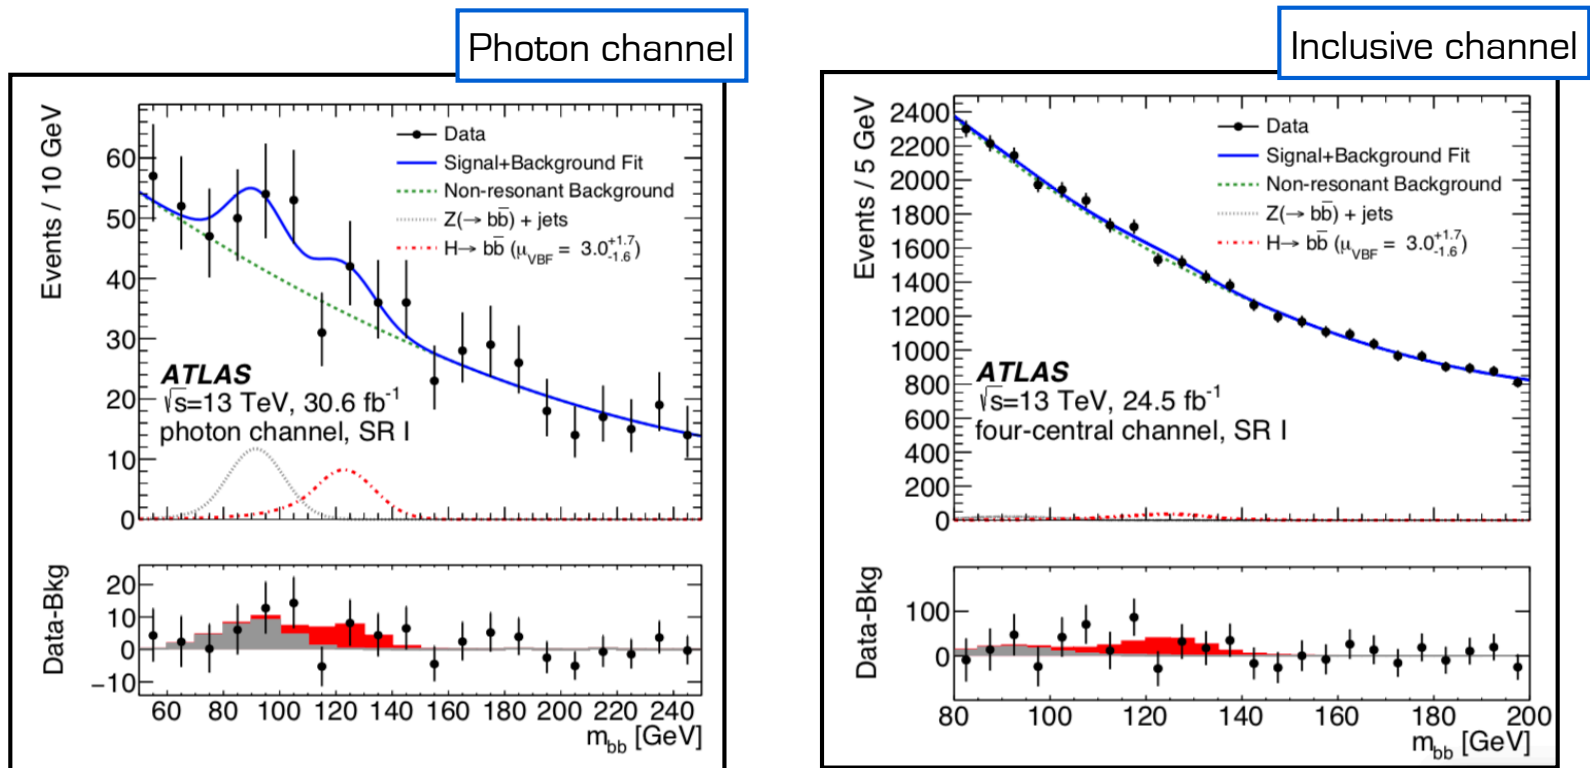 Photon channel
Events / 10 GeV
60
50
40
30
20
10
0
Data
Signal+Background Fit
Non-resonant Background
Z(→ bb̅) + jets
H→ bb̅ (μVBF = 3.0 +1.7 -1.6)
ATLAS
√s=13 TeV, 30.6 fb⁻¹
photon channel, SR I
Data-Bkg
20
10
0
−10
60 80 100 120 140 160 180 200 220 240
mbb [GeV]
Inclusive channel
Events / 5 GeV
2400
2200
2000
1800
1600
1400
1200
1000
800
600
400
200
0
Data
Signal+Background Fit
Non-resonant Background
Z(→ bb̅) + jets
H→ bb̅ (μVBF = 3.0 +1.7 -1.6)
ATLAS
√s=13 TeV, 24.5 fb⁻¹
four-central channel, SR I
Data-Bkg
100
0
80 100 120 140 160 180 200
mbb [GeV]